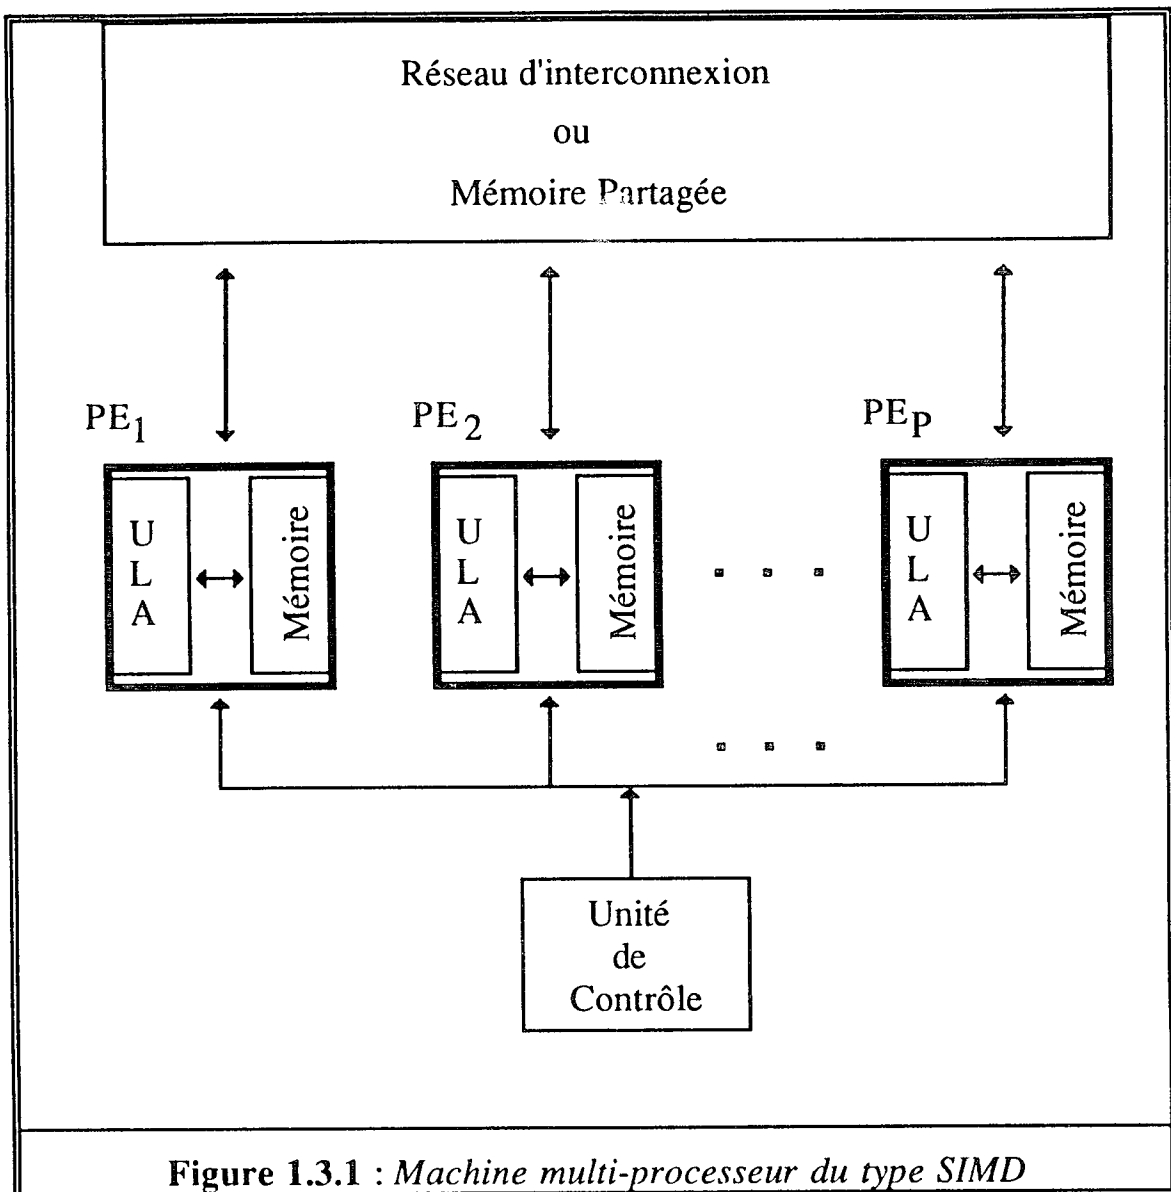 Réseau d'interconnexion
ou
Mémoire Partagée
PE1
PE2
PEP
U
L
A
Mémoire
U
L
A
Mémoire
U
L
A
Mémoire
Unité
de
Contrôle
Figure 1.3.1 : Machine multi-processeur du type SIMD